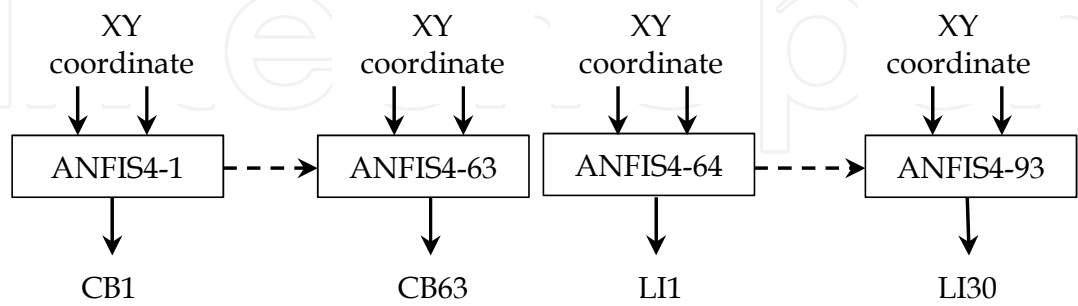 XY XY XY XY
coordinate coordinate coordinate coordinate
ANFIS4-1 ANFIS4-63 ANFIS4-64 ANFIS4-93
CB1 CB63 LI1 LI30